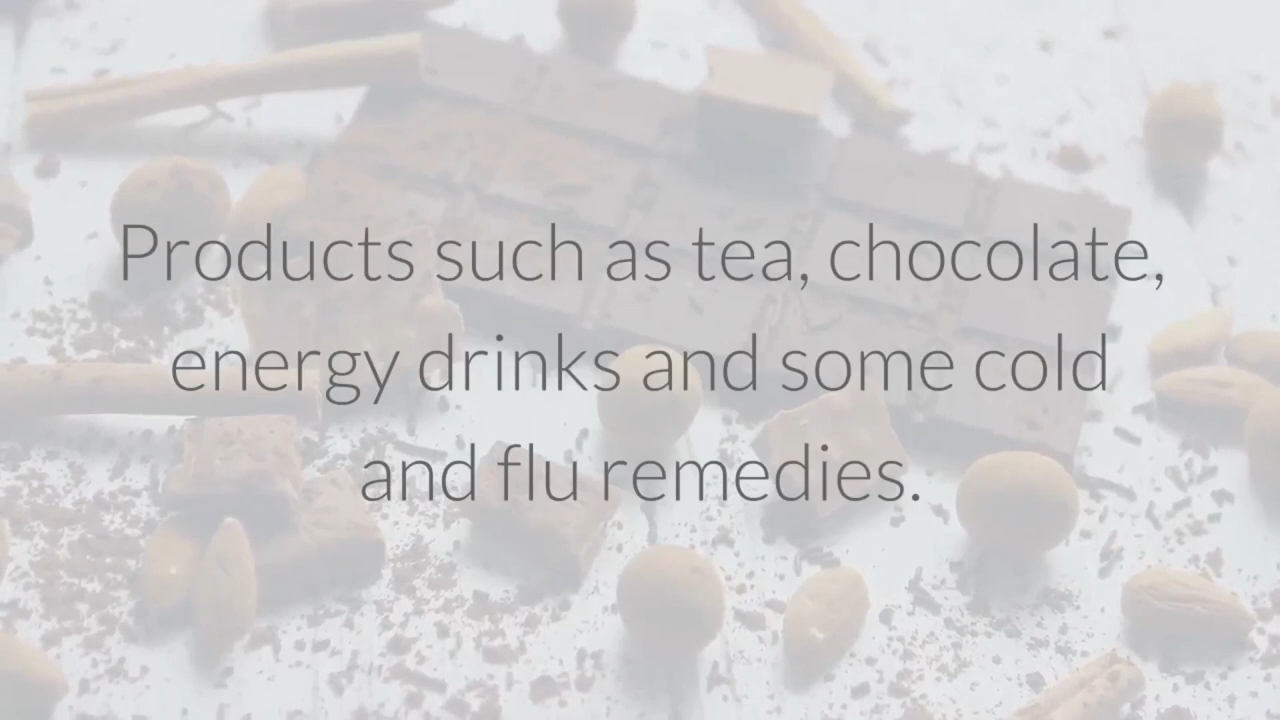 Products such as tea, chocolate,
energy drinks and some cold
and flu remedies.